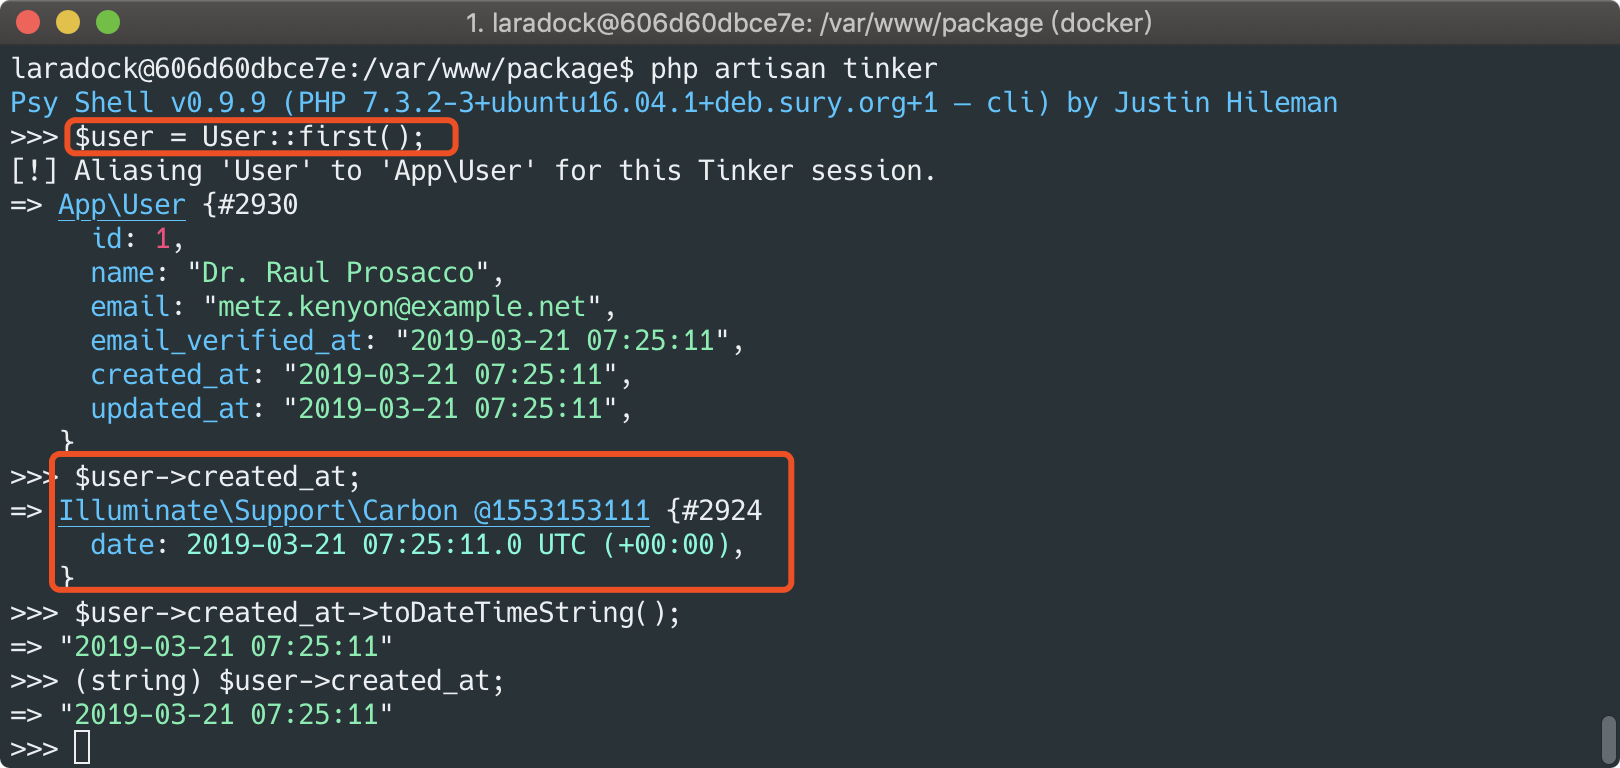 1. laradock@606d60dbce7e: /var/www/package (docker)
laradock@606d60dbce7e:/var/www/package$ php artisan tinker
Psy Shell v0.9.9 (PHP 7.3.2-3+ubuntu16.04.1+deb.sury.org+1 — cli) by Justin Hileman
>>> $user = User::first();
[!] Aliasing 'User' to 'App\User' for this Tinker session.
=> App\User {#2930
     id: 1,
     name: "Dr. Raul Prosacco",
     email: "metz.kenyon@example.net",
     email_verified_at: "2019-03-21 07:25:11",
     created_at: "2019-03-21 07:25:11",
     updated_at: "2019-03-21 07:25:11",
   }
>>> $user->created_at;
=> Illuminate\Support\Carbon @1553153111 {#2924
     date: 2019-03-21 07:25:11.0 UTC (+00:00),
   }
>>> $user->created_at->toDateTimeString();
=> "2019-03-21 07:25:11"
>>> (string) $user->created_at;
=> "2019-03-21 07:25:11"
>>>